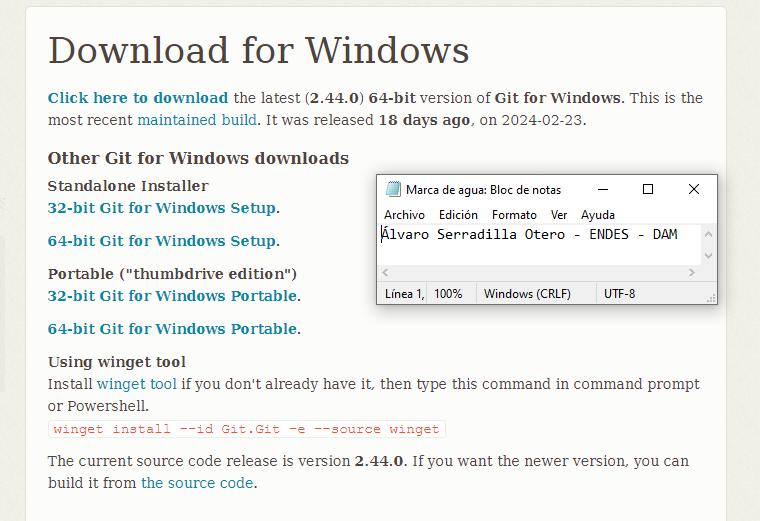 Download for Windows
Click here to download the latest (2.44.0) 64-bit version of Git for Windows. This is the
most recent maintained build. It was released 18 days ago, on 2024-02-23.
Other Git for Windows downloads
Standalone Installer
32-bit Git for Windows Setup.
64-bit Git for Windows Setup.
Portable ("thumbdrive edition")
32-bit Git for Windows Portable.
64-bit Git for Windows Portable.
Marca de agua: Bloc de notas
Archivo Edición Formato Ver Ayuda
Álvaro Serradilla Otero - ENDES - DAM
Línea 1, 100% Windows (CRLF) UTF-8
Using winget tool
Install winget tool if you don't already have it, then type this command in command prompt
or Powershell.
winget install --id Git.Git -e --source winget
The current source code release is version 2.44.0. If you want the newer version, you can
build it from the source code.